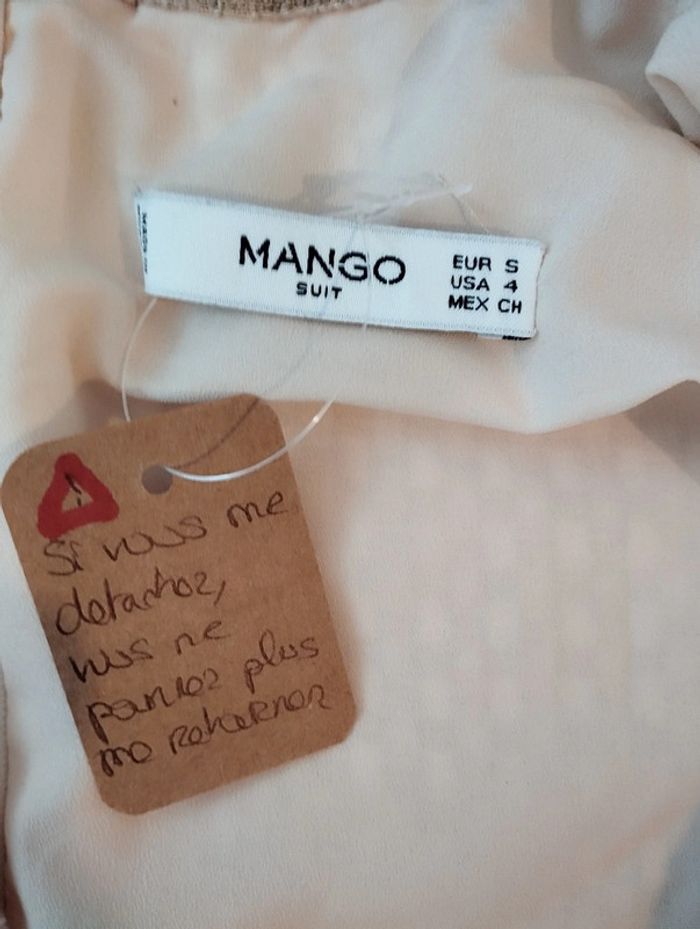 MANGO
SUIT
EUR S
USA 4
MEX CH
!
Si vous me
detachez,
vous ne
pourrez plus
me retourner